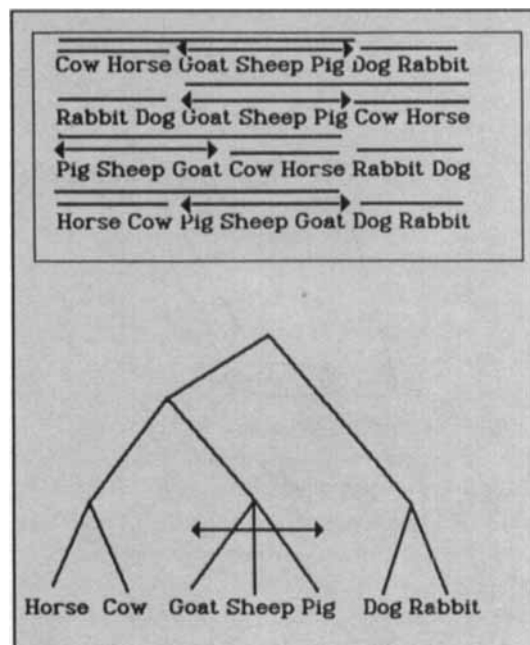 Cow Horse Goat Sheep Pig Dog Rabbit
Rabbit Dog Goat Sheep Pig Cow Horse
Pig Sheep Goat Cow Horse Rabbit Dog
Horse Cow Pig Sheep Goat Dog Rabbit
Horse Cow Goat Sheep Pig Dog Rabbit